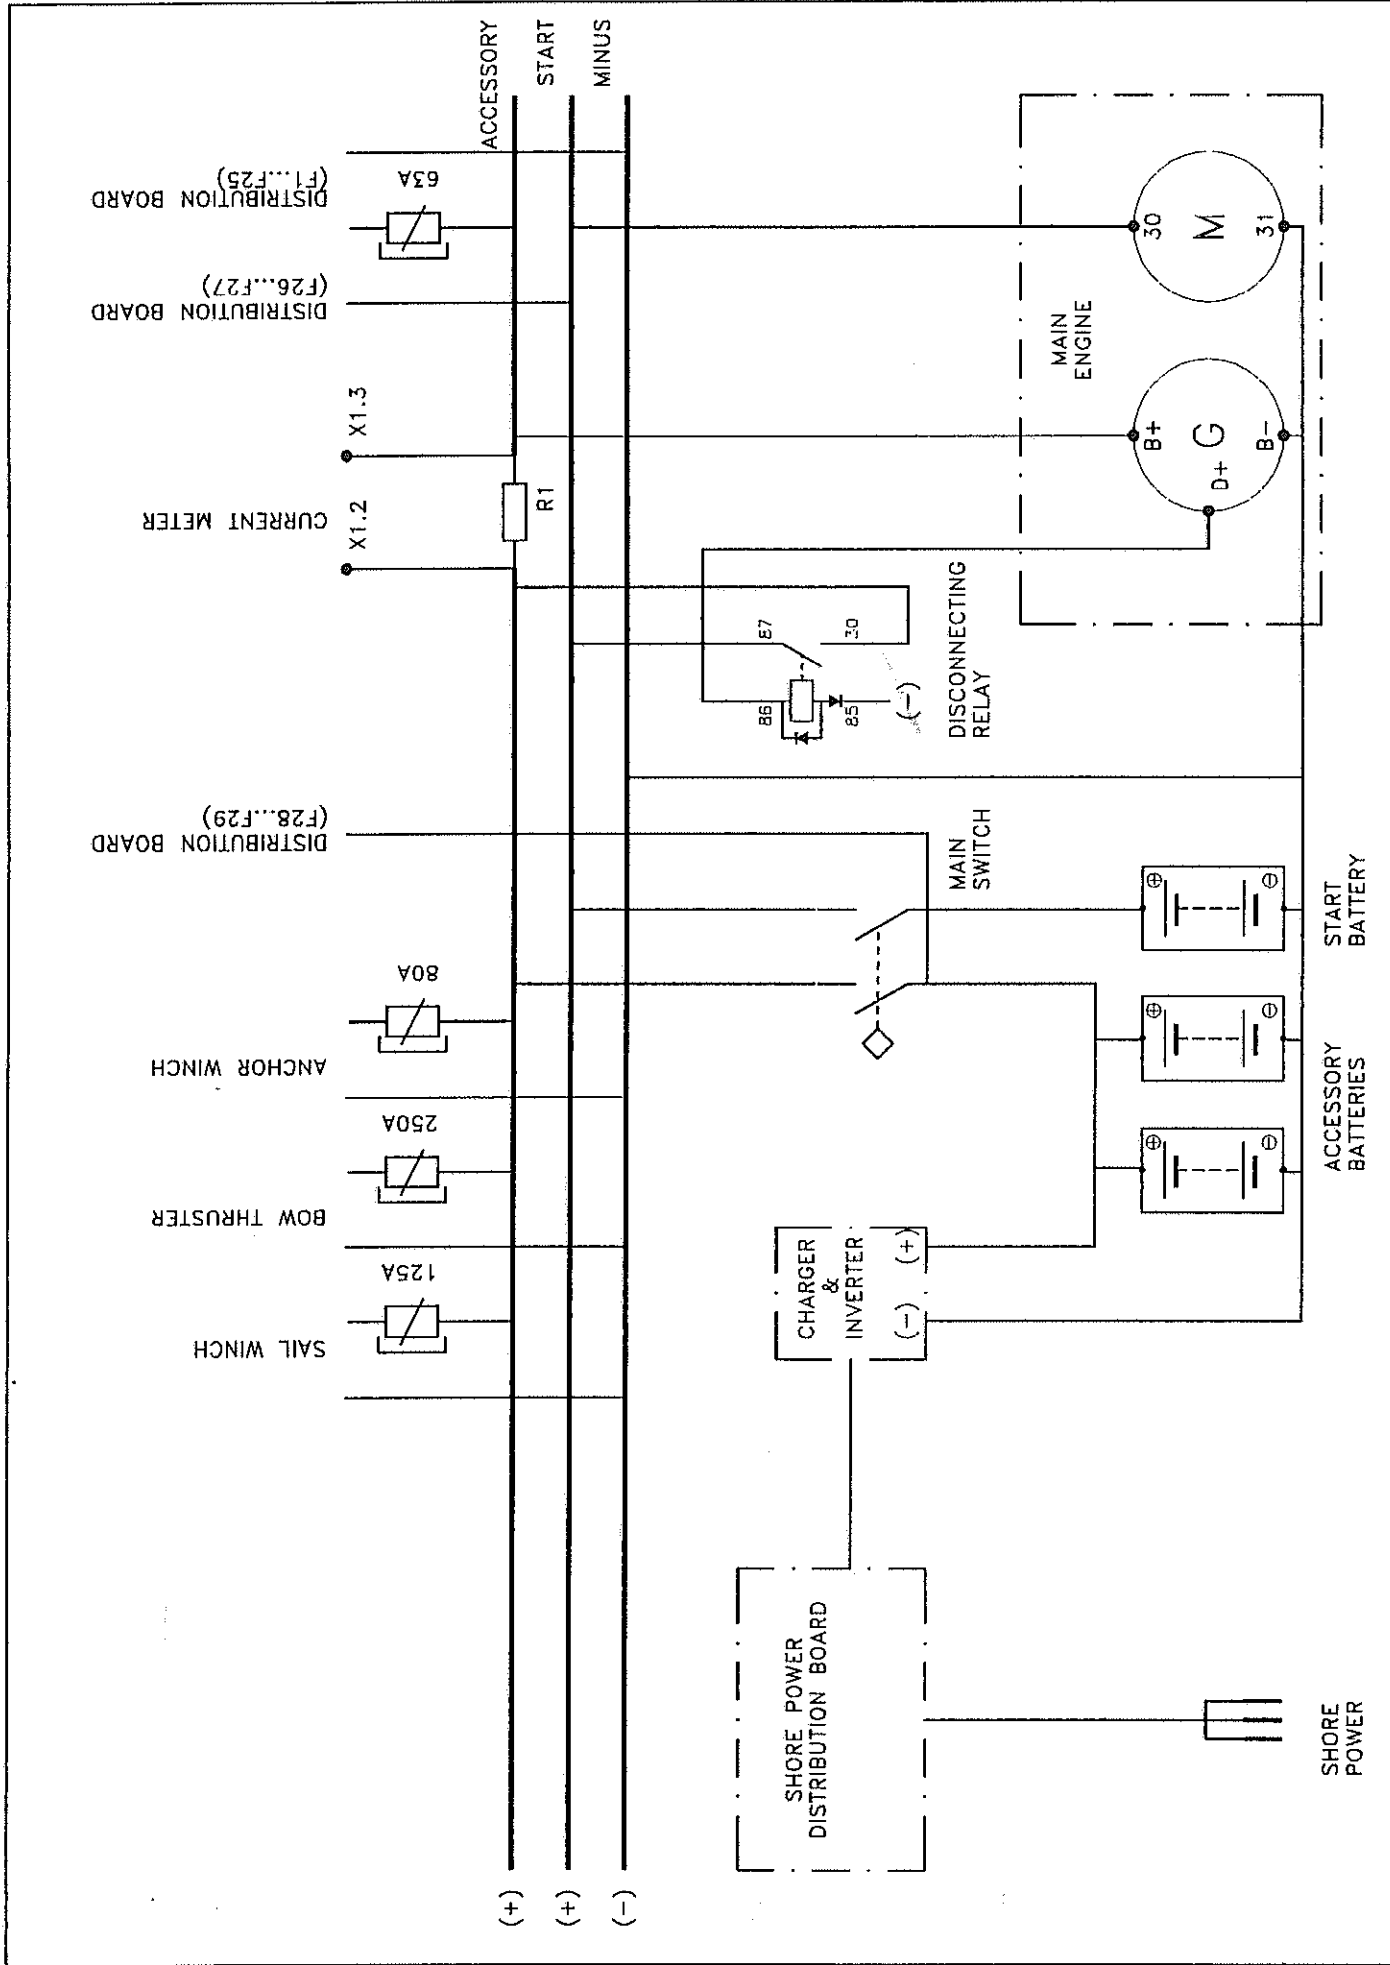 ACCESSORY
START
MINUS
DISTRIBUTION BOARD
(F1...F25)
63A
DISTRIBUTION BOARD
(F26...F27)
X1.3
CURRENT METER
X1.2
R1
DISTRIBUTION BOARD
(F28...F29)
80A
ANCHOR WINCH
250A
BOW THRUSTER
125A
SAIL WINCH
(+)
(+)
(-)
MAIN
ENGINE
30
M
31
B+
G
B-
D+
87
30
86
85
(-)
DISCONNECTING
RELAY
MAIN
SWITCH
+
-
START
BATTERY
+
-
+
-
ACCESSORY
BATTERIES
CHARGER
&
INVERTER
(+)
(-)
SHORE POWER
DISTRIBUTION BOARD
SHORE
POWER